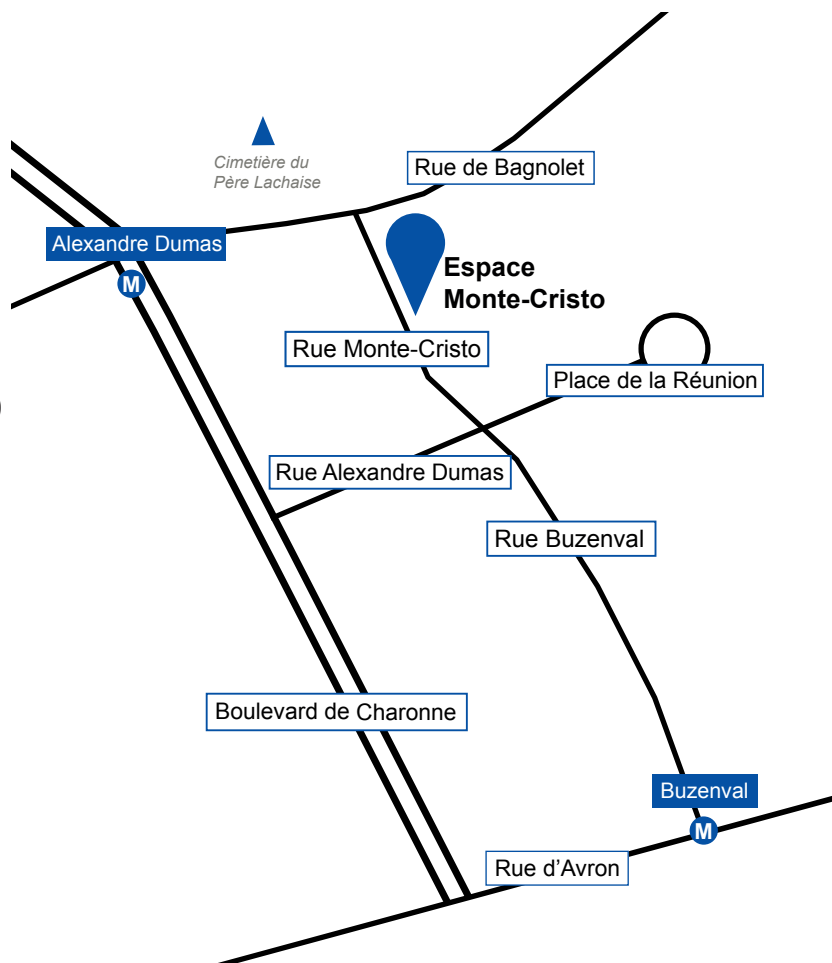 Cimetière du
Père Lachaise
Rue de Bagnolet
Alexandre Dumas
M
Espace
Monte-Cristo
Rue Monte-Cristo
Place de la Réunion
Rue Alexandre Dumas
Rue Buzenval
Boulevard de Charonne
Buzenval
M
Rue d’Avron